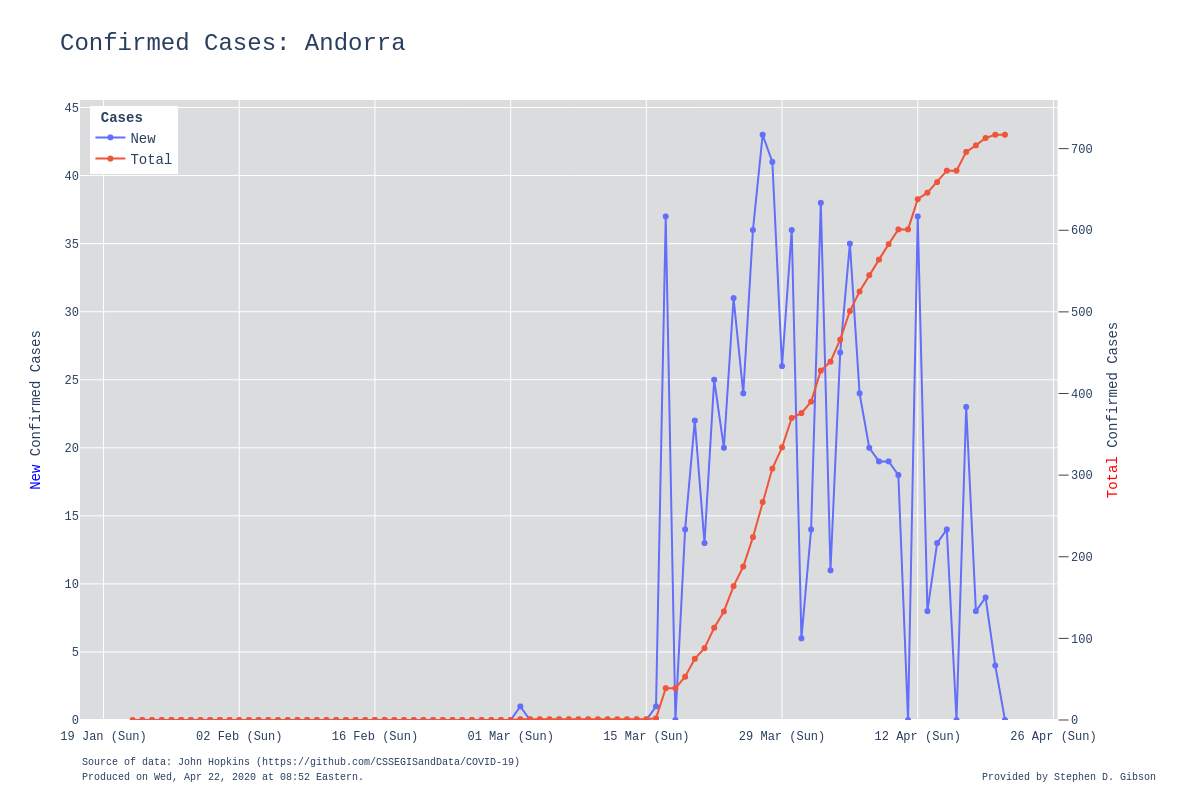 Confirmed Cases: Andorra
Cases
New
Total
45
40
35
30
25
20
15
10
5
0
New Confirmed Cases
700
600
500
400
300
200
100
0
Total Confirmed Cases
19 Jan (Sun) 02 Feb (Sun) 16 Feb (Sun) 01 Mar (Sun) 15 Mar (Sun) 29 Mar (Sun) 12 Apr (Sun) 26 Apr (Sun)
Source of data: John Hopkins (https://github.com/CSSEGISandData/COVID-19)
Produced on Wed, Apr 22, 2020 at 08:52 Eastern.
Provided by Stephen D. Gibson